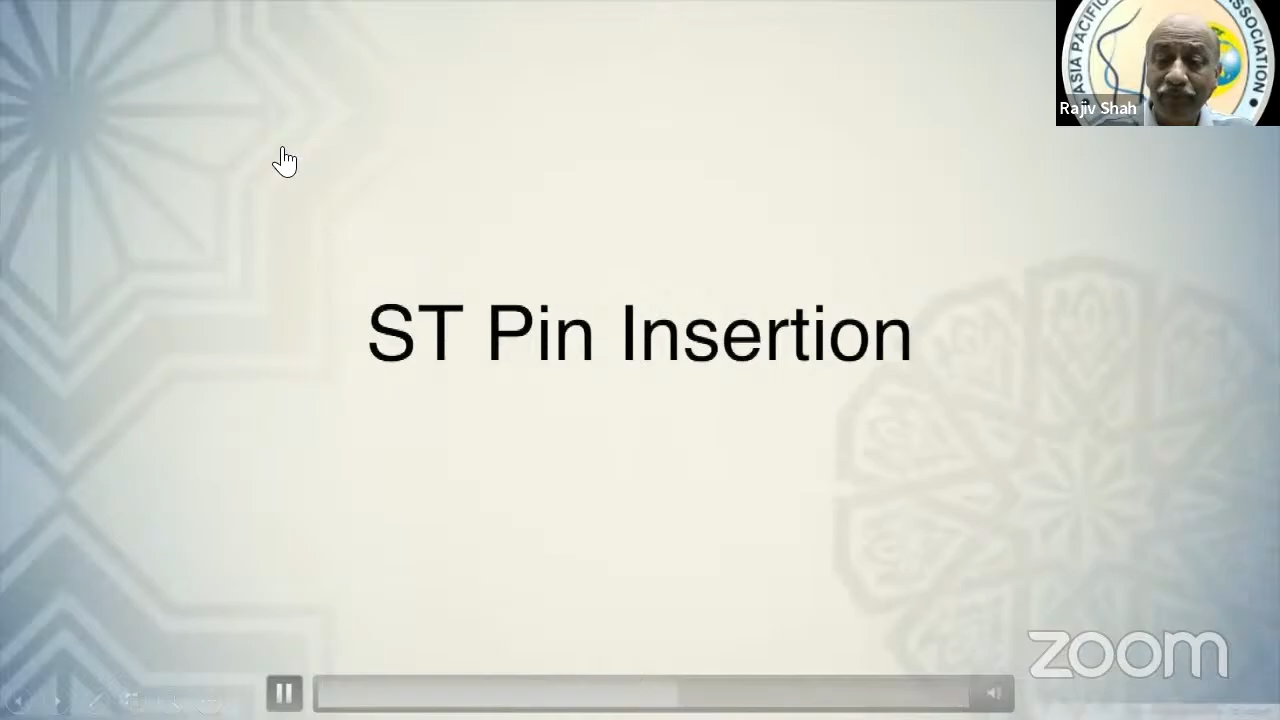 ASIA PACIFIC
ASSOCIATION
Rajiv Shah
ST Pin Insertion
zoom